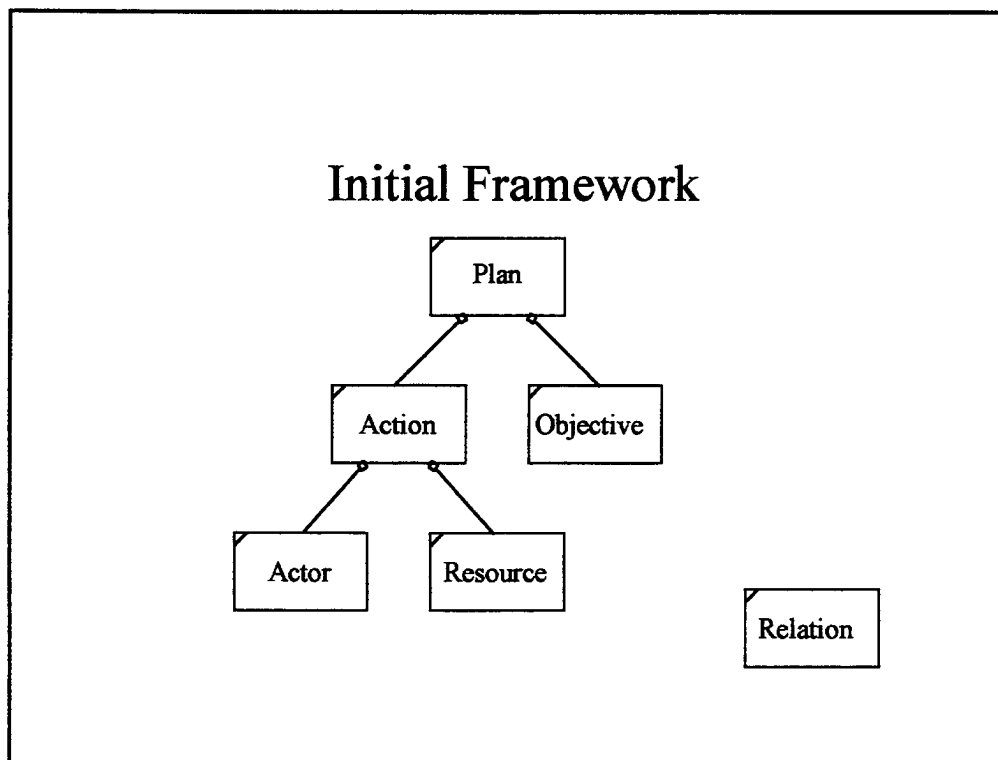 Initial Framework
Plan
Action
Objective
Actor
Resource
Relation